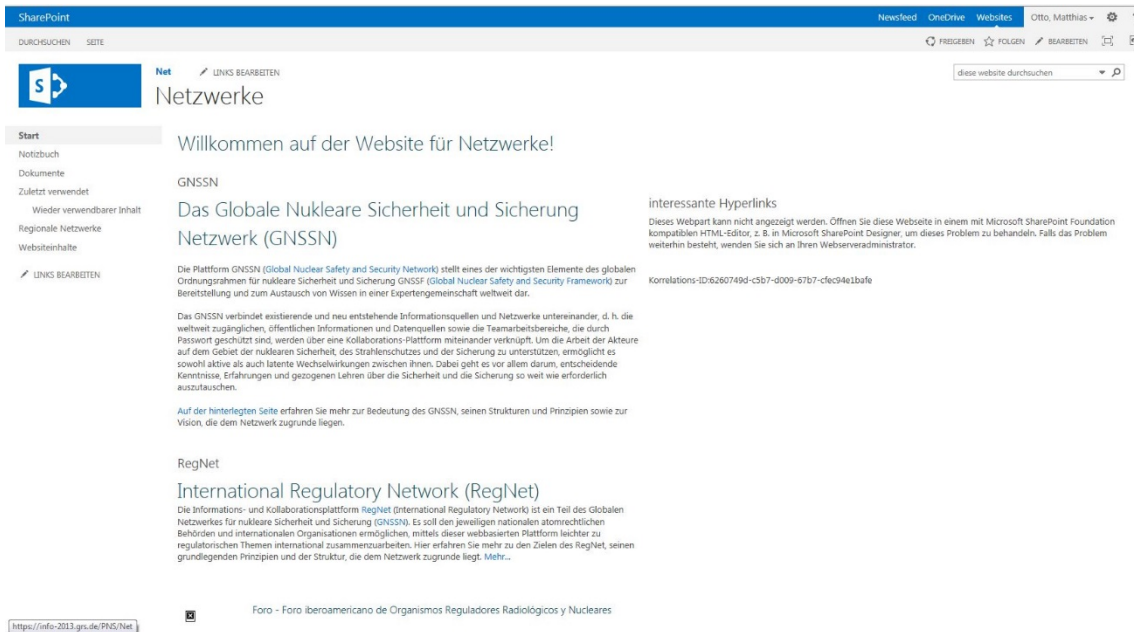 SharePoint
Newsfeed OneDrive Websites Otto, Matthias
DURCHSUCHEN SEITE
FREIGEBEN FOLGEN BEARBEITEN
S
Net LINKS BEARBEITEN
diese website durchsuchen
Netzwerke
Start
Notizbuch
Dokumente
Zuletzt verwendet
Wieder verwendbarer Inhalt
Regionale Netzwerke
Websiteinhalte
LINKS BEARBEITEN
Willkommen auf der Website für Netzwerke!
GNSSN
Das Globale Nukleare Sicherheit und Sicherung
Netzwerk (GNSSN)
Die Plattform GNSSN (Global Nuclear Safety and Security Network) stellt eines der wichtigsten Elemente des globalen
Ordnungsrahmen für nukleare Sicherheit und Sicherung GNSSF (Global Nuclear Safety and Security Framework) zur
Bereitstellung und zum Austausch von Wissen in einer Expertengemeinschaft weltweit dar.
Das GNSSN verbindet existierende und neu entstehende Informationsquellen und Netzwerke untereinander, d. h. die
weltweit zugänglichen, öffentlichen Informationen und Datenquellen sowie die Teamarbeitsbereiche, die durch
Passwort geschützt sind, werden über eine Kollaborations-Plattform miteinander verknüpft. Um die Arbeit der Akteure
auf dem Gebiet der nuklearen Sicherheit, des Strahlenschutzes und der Sicherung zu unterstützen, ermöglicht es
sowohl aktive als auch latente Wechselwirkungen zwischen ihnen. Dabei geht es vor allem darum, entscheidende
Kenntnisse, Erfahrungen und gezogenen Lehren über die Sicherheit und die Sicherung so weit wie erforderlich
auszutauschen.
Auf der hinterlegten Seite erfahren Sie mehr zur Bedeutung des GNSSN, seinen Strukturen und Prinzipien sowie zur
Vision, die dem Netzwerk zugrunde liegen.
RegNet
International Regulatory Network (RegNet)
Die Informations- und Kollaborationsplattform RegNet (International Regulatory Network) ist ein Teil des Globalen
Netzwerkes für nukleare Sicherheit und Sicherung (GNSSN). Es soll den jeweiligen nationalen atomrechtlichen
Behörden und internationalen Organisationen ermöglichen, mittels dieser webbasierten Plattform leichter zu
regulatorischen Themen international zusammenzuarbeiten. Hier erfahren Sie mehr zu den Zielen des RegNet, seinen
grundlegenden Prinzipien und der Struktur, die dem Netzwerk zugrunde liegt. Mehr...
Foro - Foro iberoamericano de Organismos Reguladores Radiológicos y Nucleares
interessante Hyperlinks
Dieses Webpart kann nicht angezeigt werden. Öffnen Sie diese Webseite in einem mit Microsoft SharePoint Foundation
kompatiblen HTML-Editor, z. B. in Microsoft SharePoint Designer, um dieses Problem zu behandeln. Falls das Problem
weiterhin besteht, wenden Sie sich an Ihren Webserveradministrator.
Korrelations-ID:6260749d-c5b7-d009-67b7-cfec94e1bafe
https://info-2013.grs.de/PNS/Net